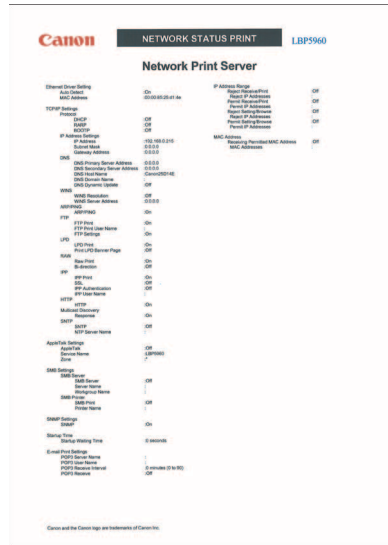 Canon
NETWORK STATUS PRINT
LBP5960
Network Print Server
Ethernet Driver Setting
Auto Detect :On
MAC Address
TCP/IP Settings
Protocol
DHCP :Off
RARP :Off
BOOTP :Off
IP Address Settings
IP Address :192.168.0.215
Subnet Mask :0.0.0.0
Gateway Address :0.0.0.0
DNS
DNS Primary Server Address :0.0.0.0
DNS Secondary Server Address :0.0.0.0
DNS Host Name
DNS Domain Name :
DNS Dynamic Update :Off
WINS
WINS Resolution :Off
WINS Server Address :0.0.0.0
ARP/PING
ARP/PING :On
FTP
FTP Print :On
FTP Print User Name :
FTP Settings :On
LPD
LPD Print :On
Print LPD Banner Page :Off
RAW
Raw Print :On
Bi-direction :Off
IPP
IPP Print :On
SSL :Off
IPP Authentication :Off
IPP User Name :
HTTP
HTTP :On
Multicast Discovery
Response :On
SNTP
SNTP :Off
NTP Server Name :
AppleTalk Settings
AppleTalk :Off
Service Name :LBP5960
Zone :*
SMB Settings
SMB Server
SMB Server :Off
Server Name :
Workgroup Name :
SMB Printer
SMB Print :Off
Printer Name :
SNMP Settings
SNMP :On
Startup Time
Startup Waiting Time :0 seconds
E-mail Print Settings
POP3 Server Name :
POP3 User Name :
POP3 Receive Interval :0 minutes (0 to 90)
POP3 Receive :Off
IP Address Range
Reject Receive/Print :Off
Reject IP Addresses
Permit Receive/Print :Off
Permit IP Addresses
Reject Setting/Browse :Off
Reject IP Addresses
Permit Setting/Browse :Off
Permit IP Addresses
MAC Address
Receiving Permitted MAC Address :Off
MAC Addresses
Canon and the Canon logo are trademarks of Canon Inc.